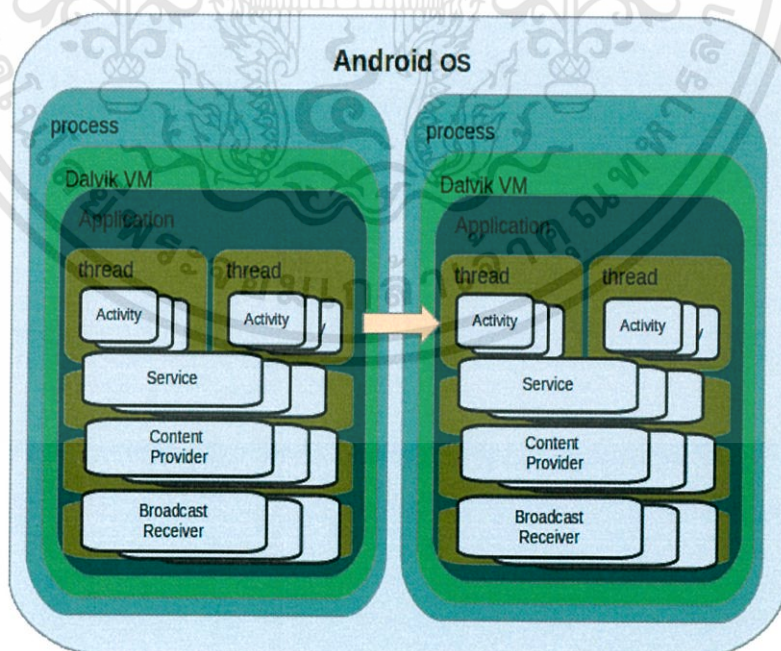 Android OS
process
Dalvik VM
Application
thread
thread
Activity
Activity
Service
Content
Provider
Broadcast
Receiver
process
Dalvik VM
Application
thread
thread
Activity
Activity
Service
Content
Provider
Broadcast
Receiver